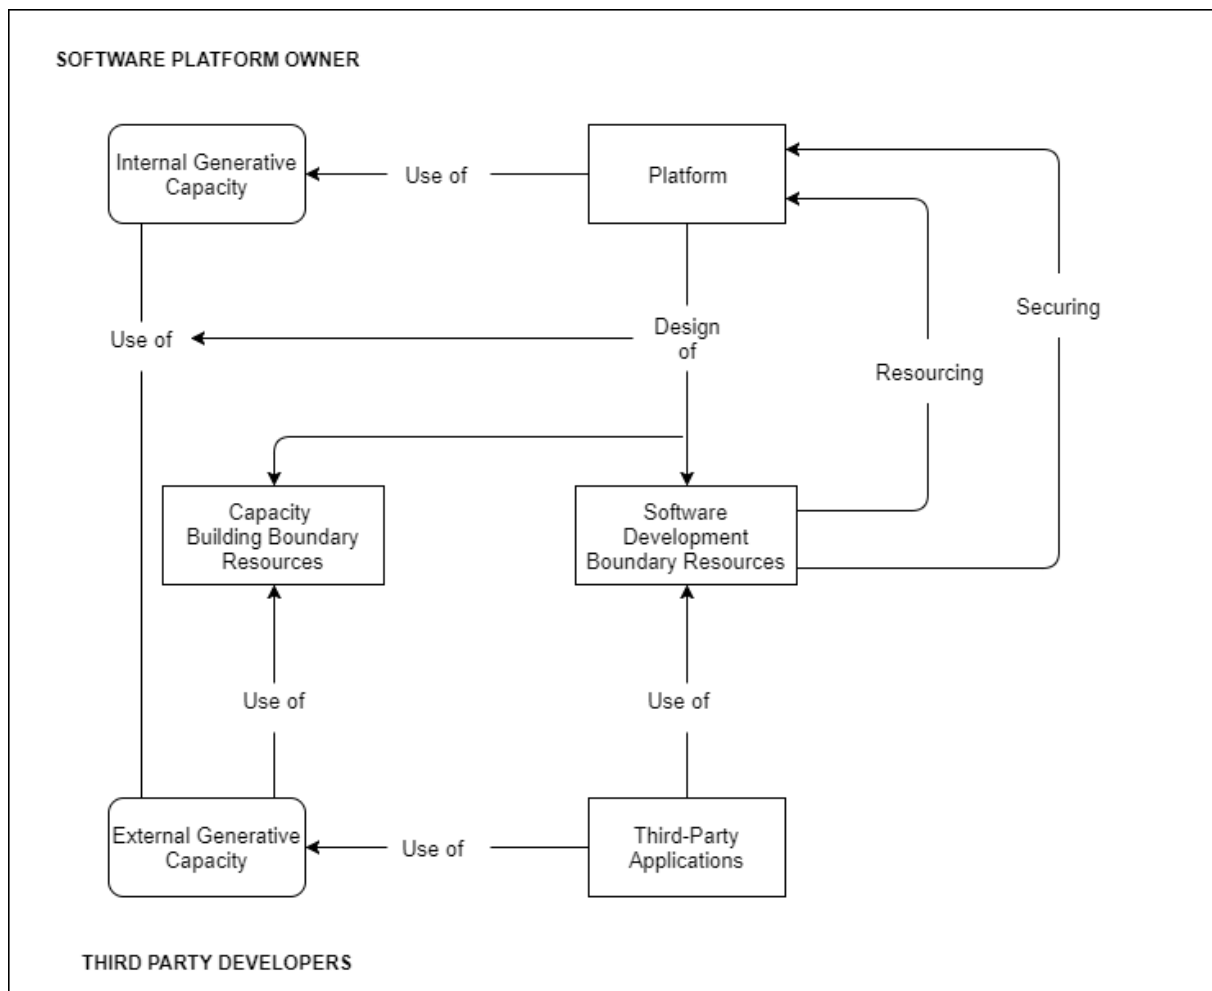 SOFTWARE PLATFORM OWNER
Internal Generative
Capacity
Use of
Platform
Securing
Use of
Design
of
Resourcing
Capacity
Building Boundary
Resources
Software
Development
Boundary Resources
Use of
Use of
External Generative
Capacity
Use of
Third-Party
Applications
THIRD PARTY DEVELOPERS